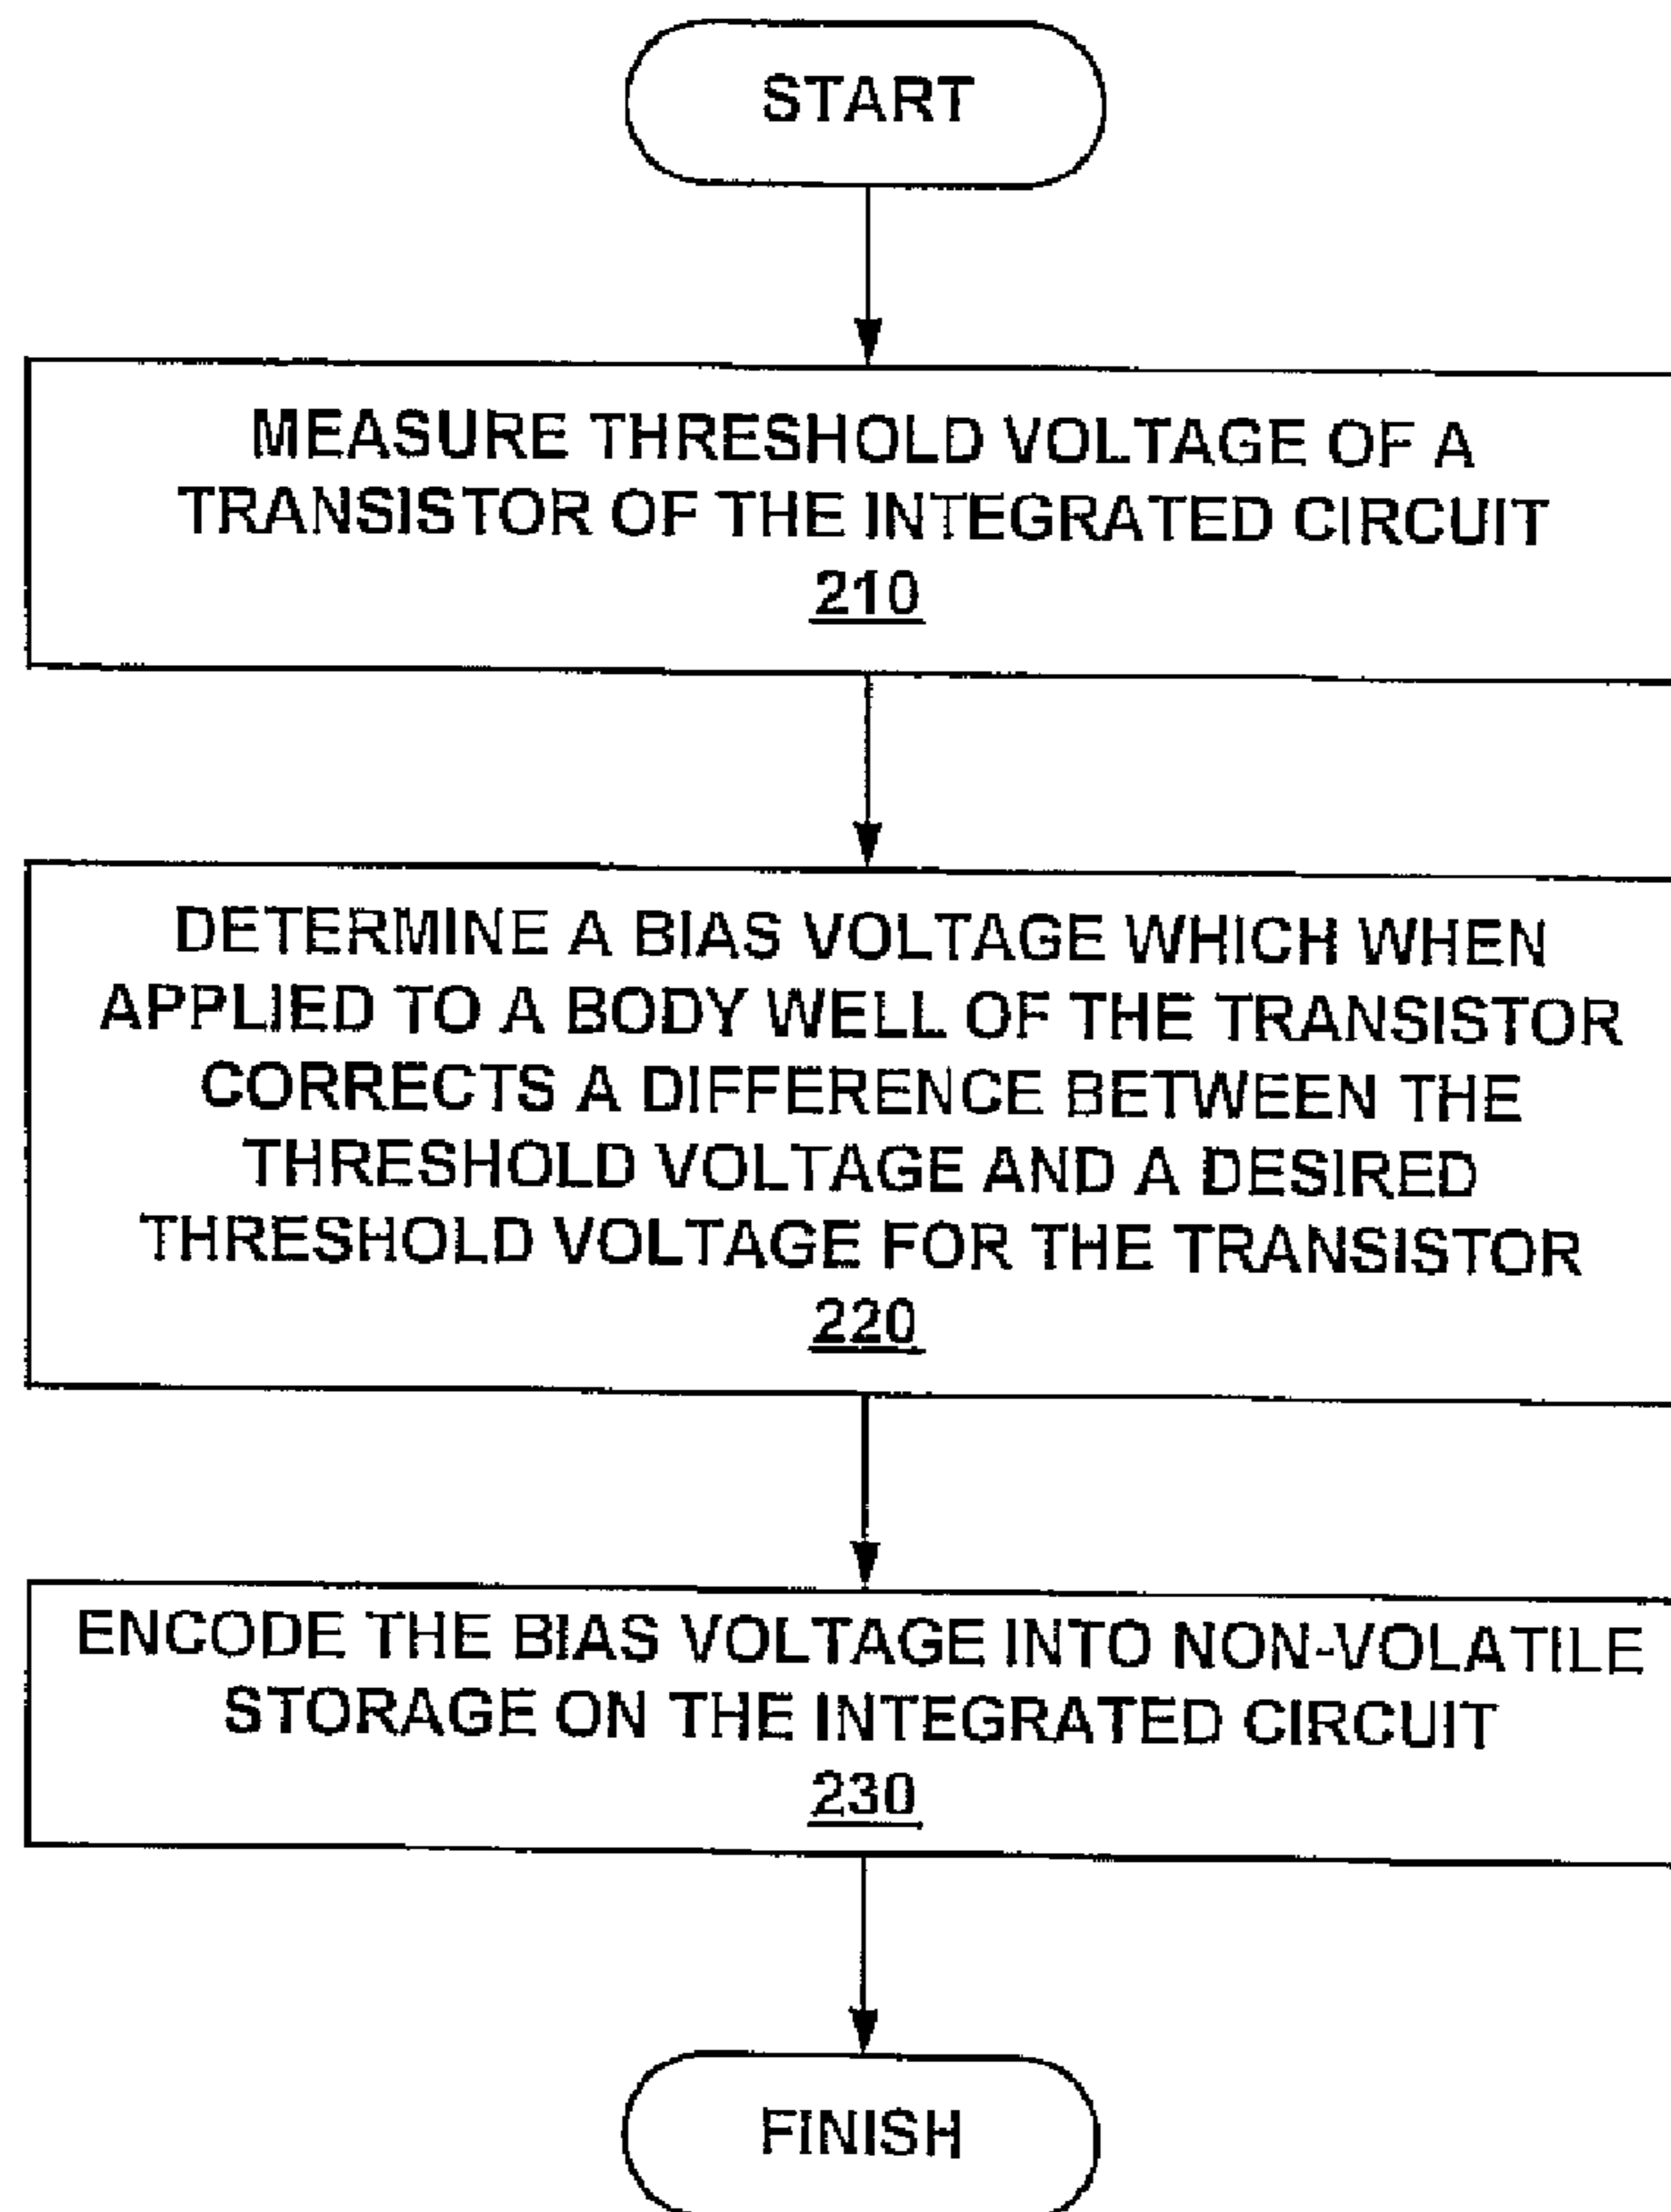 START
MEASURE THRESHOLD VOLTAGE OF A
TRANSISTOR OF THE INTEGRATED CIRCUIT
210
DETERMINE A BIAS VOLTAGE WHICH WHEN
APPLIED TO A BODY WELL OF THE TRANSISTOR
CORRECTS A DIFFERENCE BETWEEN THE
THRESHOLD VOLTAGE AND A DESIRED
THRESHOLD VOLTAGE FOR THE TRANSISTOR
220
ENCODE THE BIAS VOLTAGE INTO NON-VOLATILE
STORAGE ON THE INTEGRATED CIRCUIT
230
FINISH